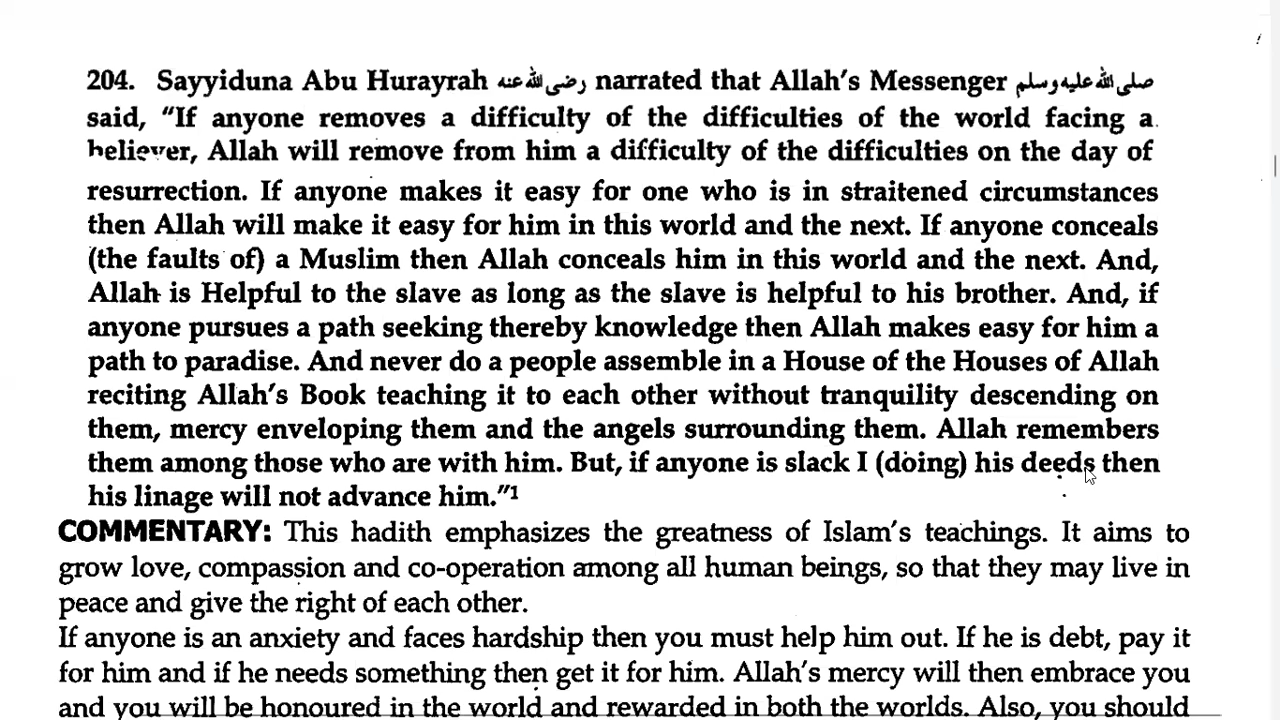 204. Sayyiduna Abu Hurayrah رضى الله عنه narrated that Allah's Messenger صلى الله عليه وسلم
said, "If anyone removes a difficulty of the difficulties of the world facing a
believer, Allah will remove from him a difficulty of the difficulties on the day of
resurrection. If anyone makes it easy for one who is in straitened circumstances
then Allah will make it easy for him in this world and the next. If anyone conceals
(the faults of) a Muslim then Allah conceals him in this world and the next. And,
Allah is Helpful to the slave as long as the slave is helpful to his brother. And, if
anyone pursues a path seeking thereby knowledge then Allah makes easy for him a
path to paradise. And never do a people assemble in a House of the Houses of Allah
reciting Allah's Book teaching it to each other without tranquility descending on
them, mercy enveloping them and the angels surrounding them. Allah remembers
them among those who are with him. But, if anyone is slack I (doing) his deeds then
his linage will not advance him."1
COMMENTARY: This hadith emphasizes the greatness of Islam's teachings. It aims to
grow love, compassion and co-operation among all human beings, so that they may live in
peace and give the right of each other.
If anyone is an anxiety and faces hardship then you must help him out. If he is debt, pay it
for him and if he needs something then get it for him. Allah's mercy will then embrace you
and you will be honoured in the world and rewarded in both the worlds. Also, you should